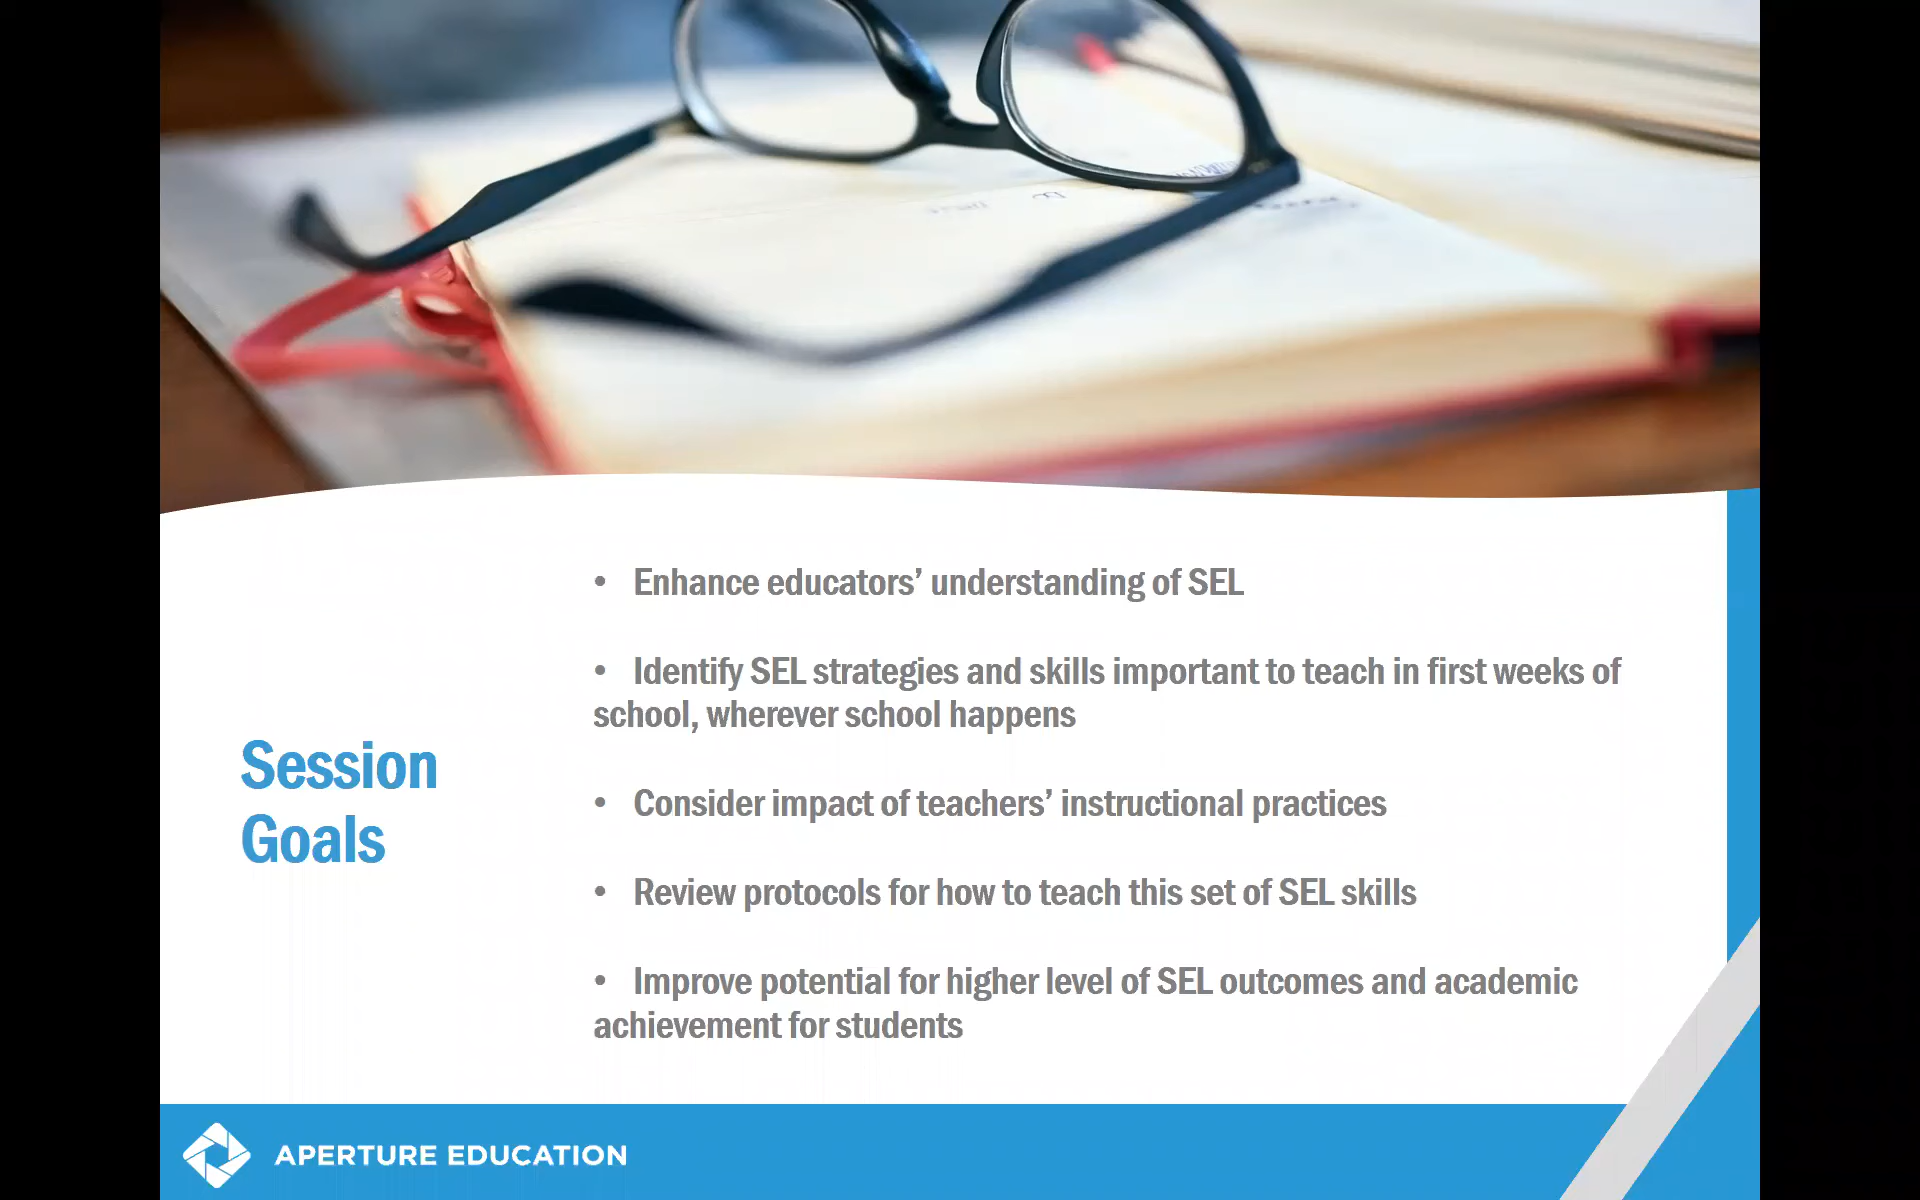 Session
Goals
• Enhance educators’ understanding of SEL
• Identify SEL strategies and skills important to teach in first weeks of
school, wherever school happens
• Consider impact of teachers’ instructional practices
• Review protocols for how to teach this set of SEL skills
• Improve potential for higher level of SEL outcomes and academic
achievement for students
APERTURE EDUCATION